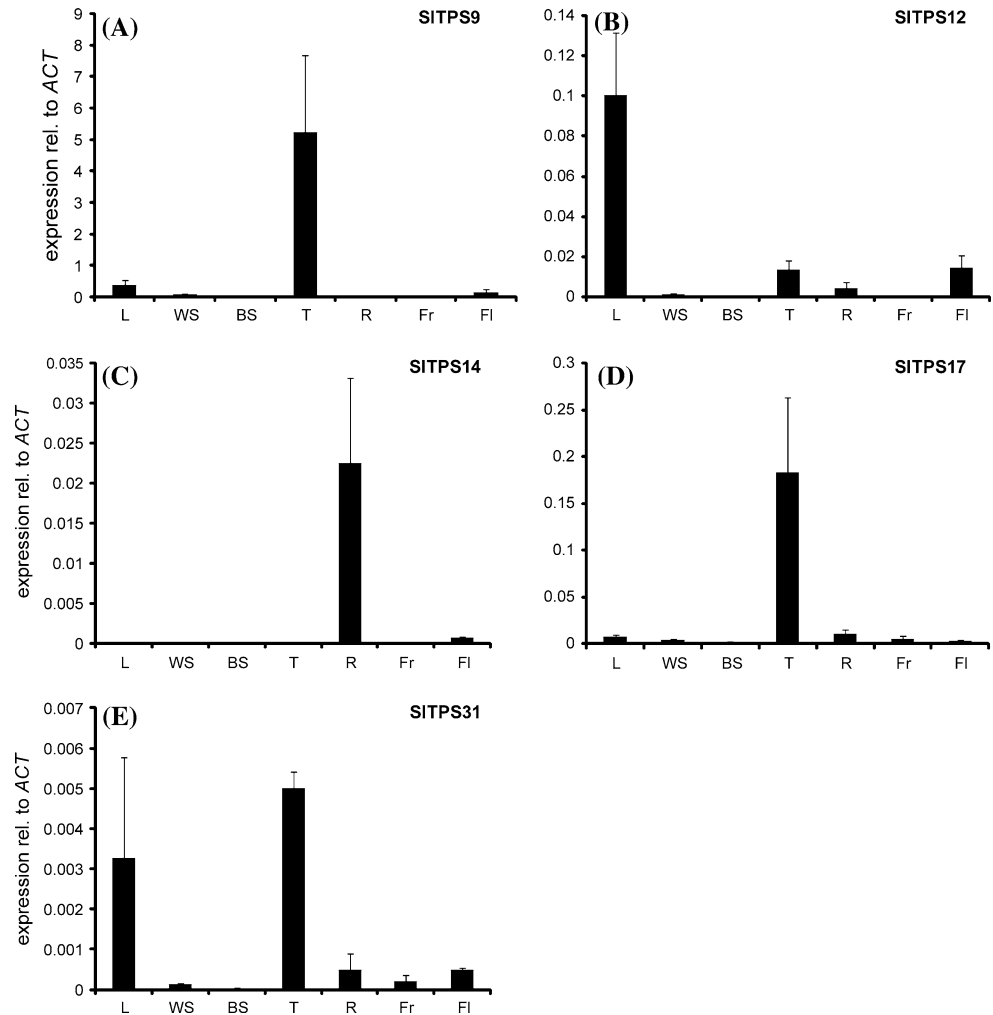 (A)
SlTPS9
expression rel. to ACT
9
8
7
6
5
4
3
2
1
0
L WS BS T R Fr Fl
(B)
SlTPS12
0.14
0.12
0.1
0.08
0.06
0.04
0.02
0
L WS BS T R Fr Fl
(C)
SlTPS14
expression rel. to ACT
0.035
0.03
0.025
0.02
0.015
0.01
0.005
0
L WS BS T R Fr Fl
(D)
SlTPS17
0.3
0.25
0.2
0.15
0.1
0.05
0
L WS BS T R Fr Fl
(E)
SlTPS31
expression rel. to ACT
0.007
0.006
0.005
0.004
0.003
0.002
0.001
0
L WS BS T R Fr Fl